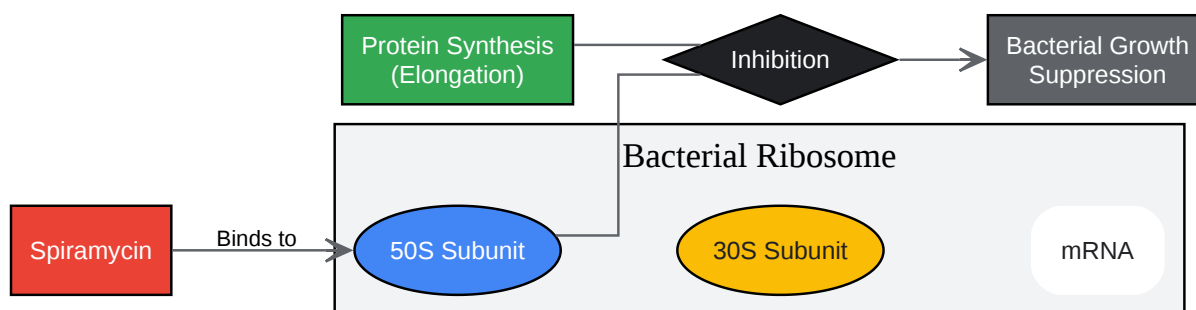 Protein Synthesis
(Elongation)
Inhibition
Bacterial Growth
Suppression
Bacterial Ribosome
Spiramycin
Binds to
50S Subunit
30S Subunit
mRNA